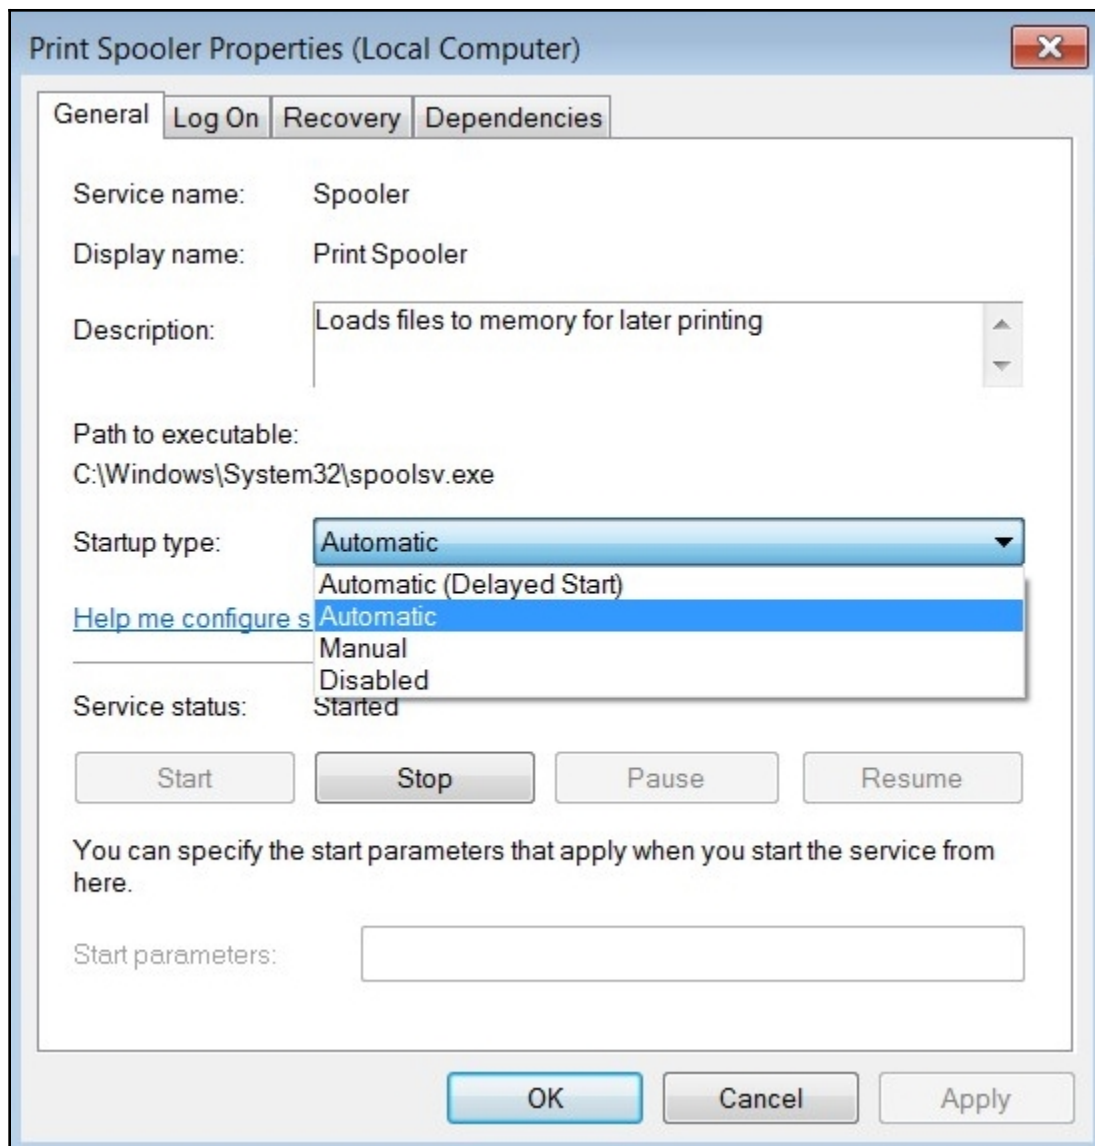 Print Spooler Properties (Local Computer)
General Log On Recovery Dependencies
Service name: Spooler
Display name: Print Spooler
Description: Loads files to memory for later printing
Path to executable:
C:\Windows\System32\spoolsv.exe
Startup type: Automatic
Automatic (Delayed Start)
Help me configure s Automatic
Manual
Disabled
Service status: Started
Start Stop Pause Resume
You can specify the start parameters that apply when you start the service from
here.
Start parameters:
OK Cancel Apply